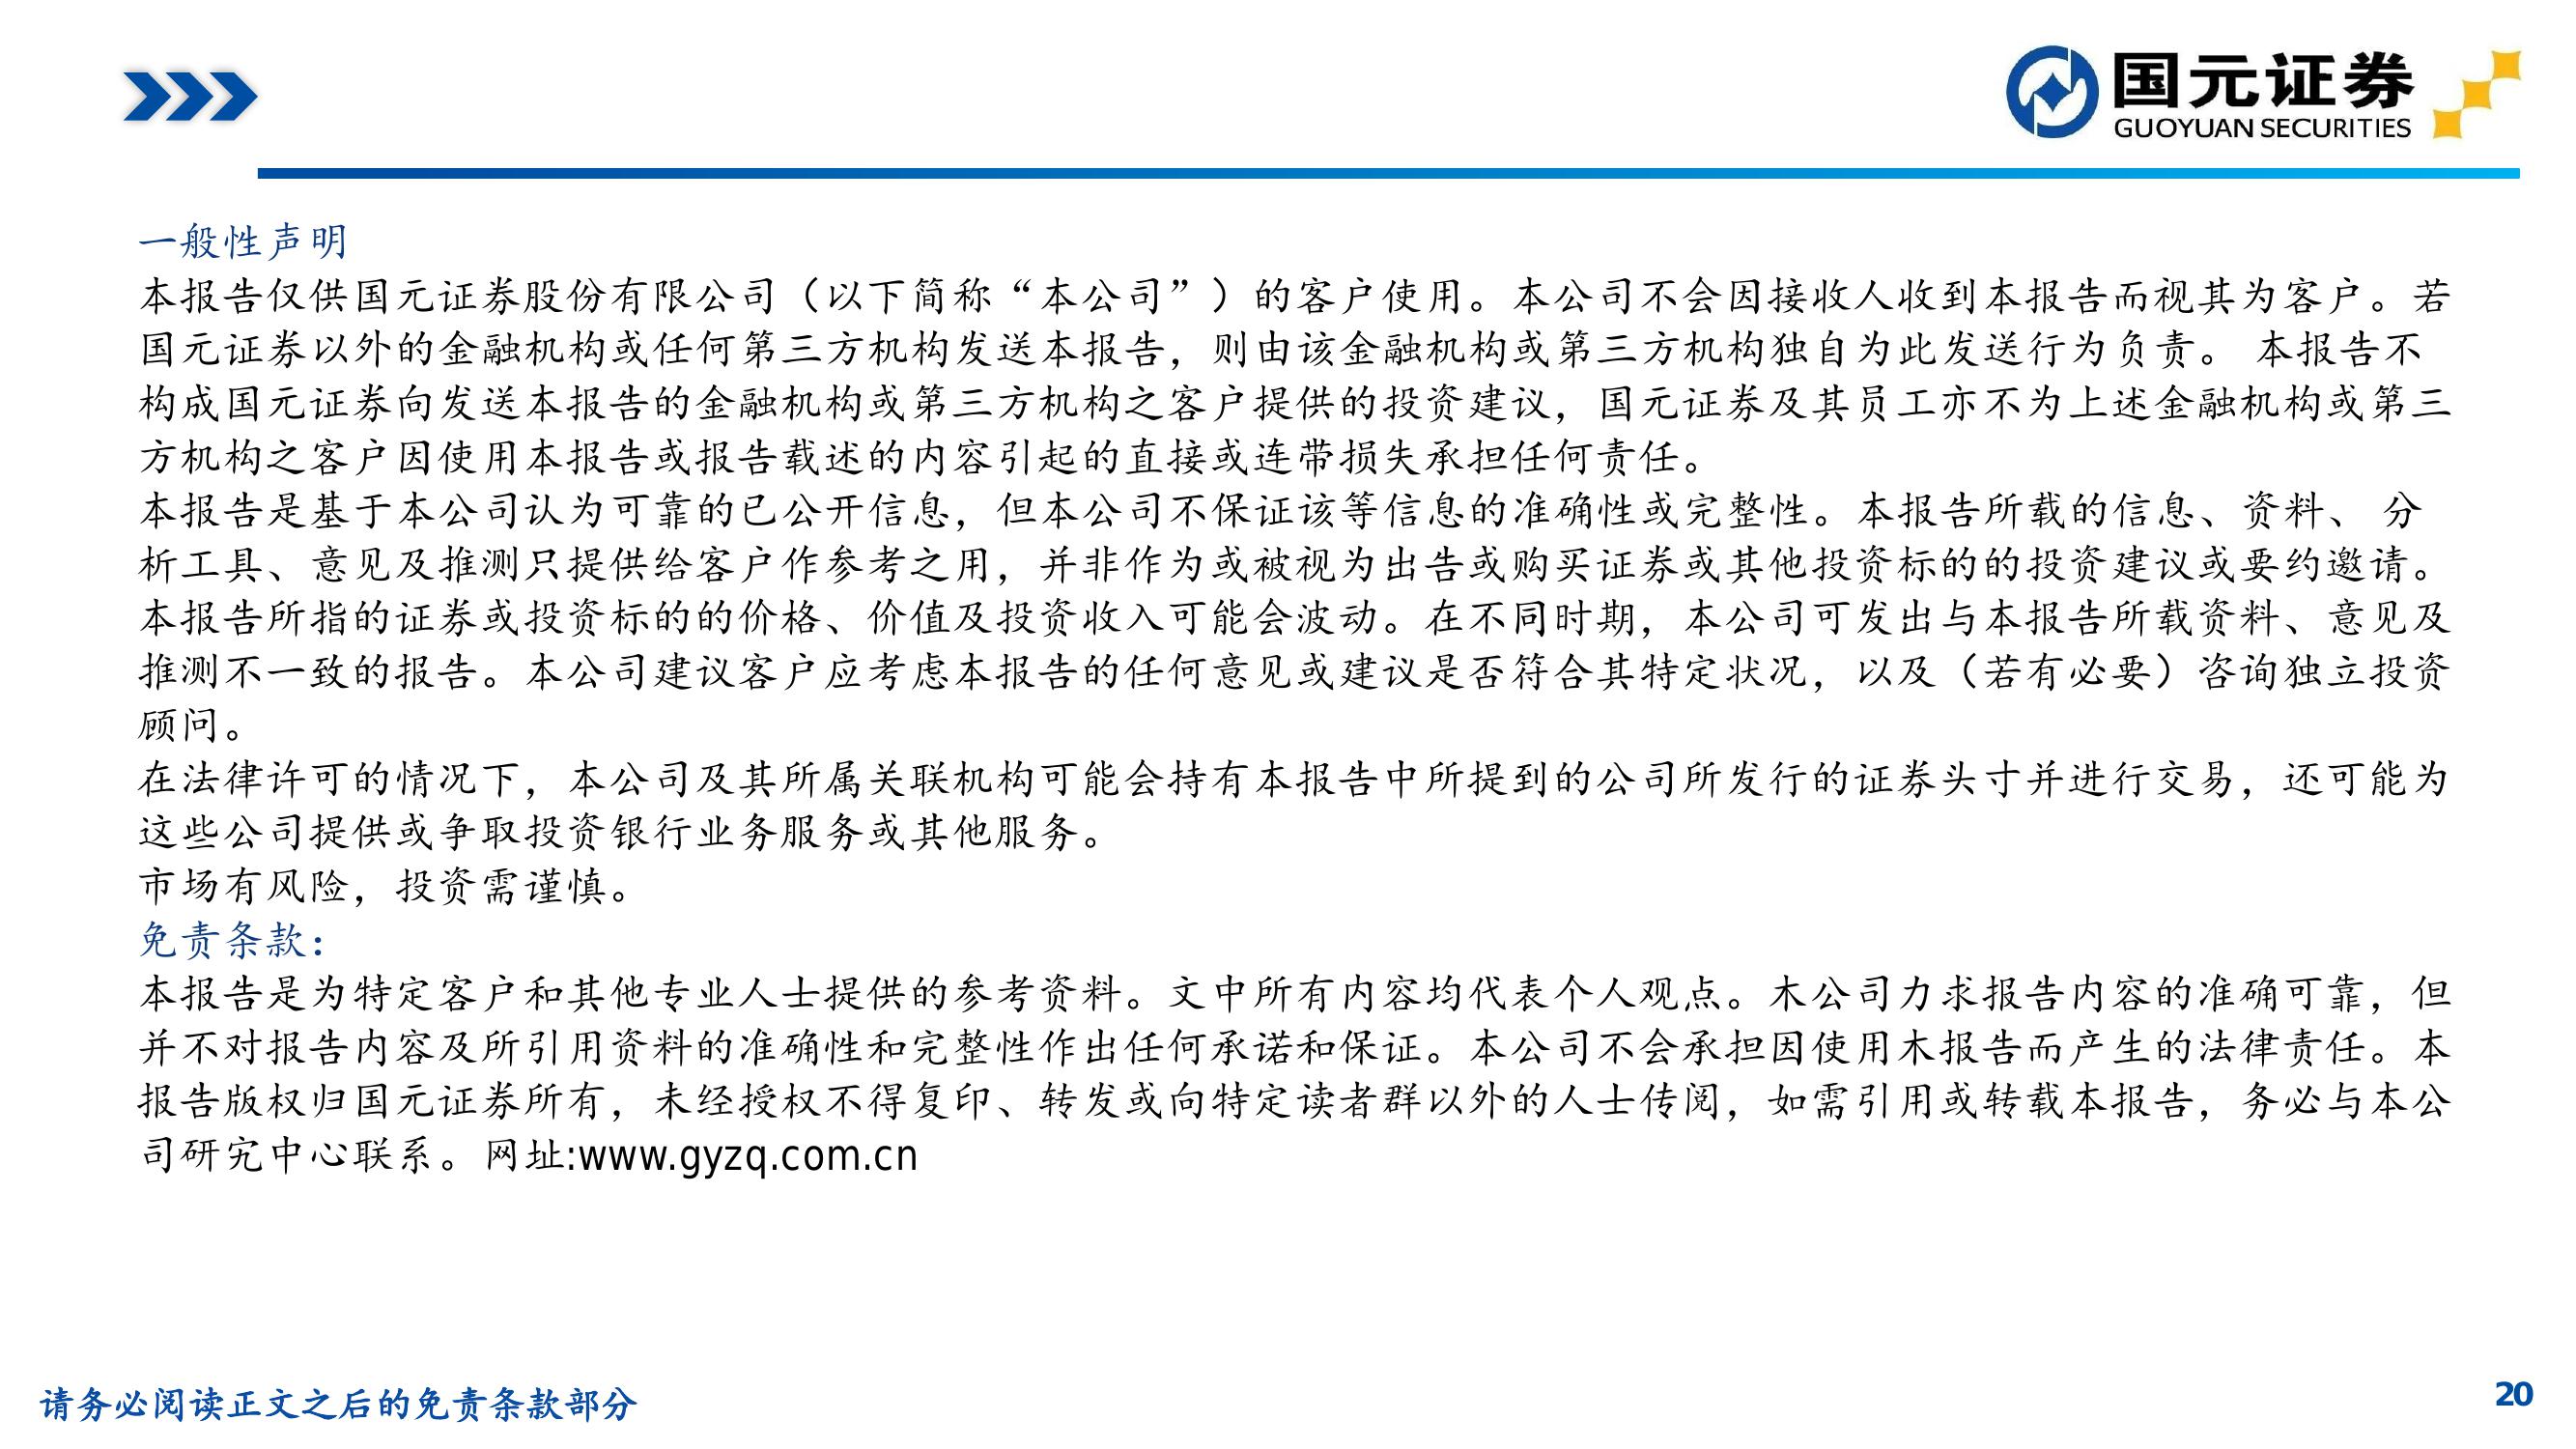 国元证券
GUOYUAN SECURITIES
一般性声明
本报告仅供国元证券股份有限公司（以下简称“本公司”）的客户使用。本公司不会因接收人收到本报告而视其为客户。若
国元证券以外的金融机构或任何第三方机构发送本报告，则由该金融机构或第三方机构独自为此发送行为负责。 本报告不
构成国元证券向发送本报告的金融机构或第三方机构之客户提供的投资建议，国元证券及其员工亦不为上述金融机构或第三
方机构之客户因使用本报告或报告载述的内容引起的直接或连带损失承担任何责任。
本报告是基于本公司认为可靠的已公开信息，但本公司不保证该等信息的准确性或完整性。本报告所载的信息、资料、 分
析工具、意见及推测只提供给客户作参考之用，并非作为或被视为出告或购买证券或其他投资标的的投资建议或要约邀请。
本报告所指的证券或投资标的的价格、价值及投资收入可能会波动。在不同时期，本公司可发出与本报告所载资料、意见及
推测不一致的报告。本公司建议客户应考虑本报告的任何意见或建议是否符合其特定状况，以及（若有必要）咨询独立投资
顾问。
在法律许可的情况下，本公司及其所属关联机构可能会持有本报告中所提到的公司所发行的证券头寸并进行交易，还可能为
这些公司提供或争取投资银行业务服务或其他服务。
市场有风险，投资需谨慎。
免责条款：
本报告是为特定客户和其他专业人士提供的参考资料。文中所有内容均代表个人观点。木公司力求报告内容的准确可靠，但
并不对报告内容及所引用资料的准确性和完整性作出任何承诺和保证。本公司不会承担因使用木报告而产生的法律责任。本
报告版权归国元证券所有，未经授权不得复印、转发或向特定读者群以外的人士传阅，如需引用或转载本报告，务必与本公
司研究中心联系。网址:www.gyzq.com.cn
请务必阅读正文之后的免责条款部分
20